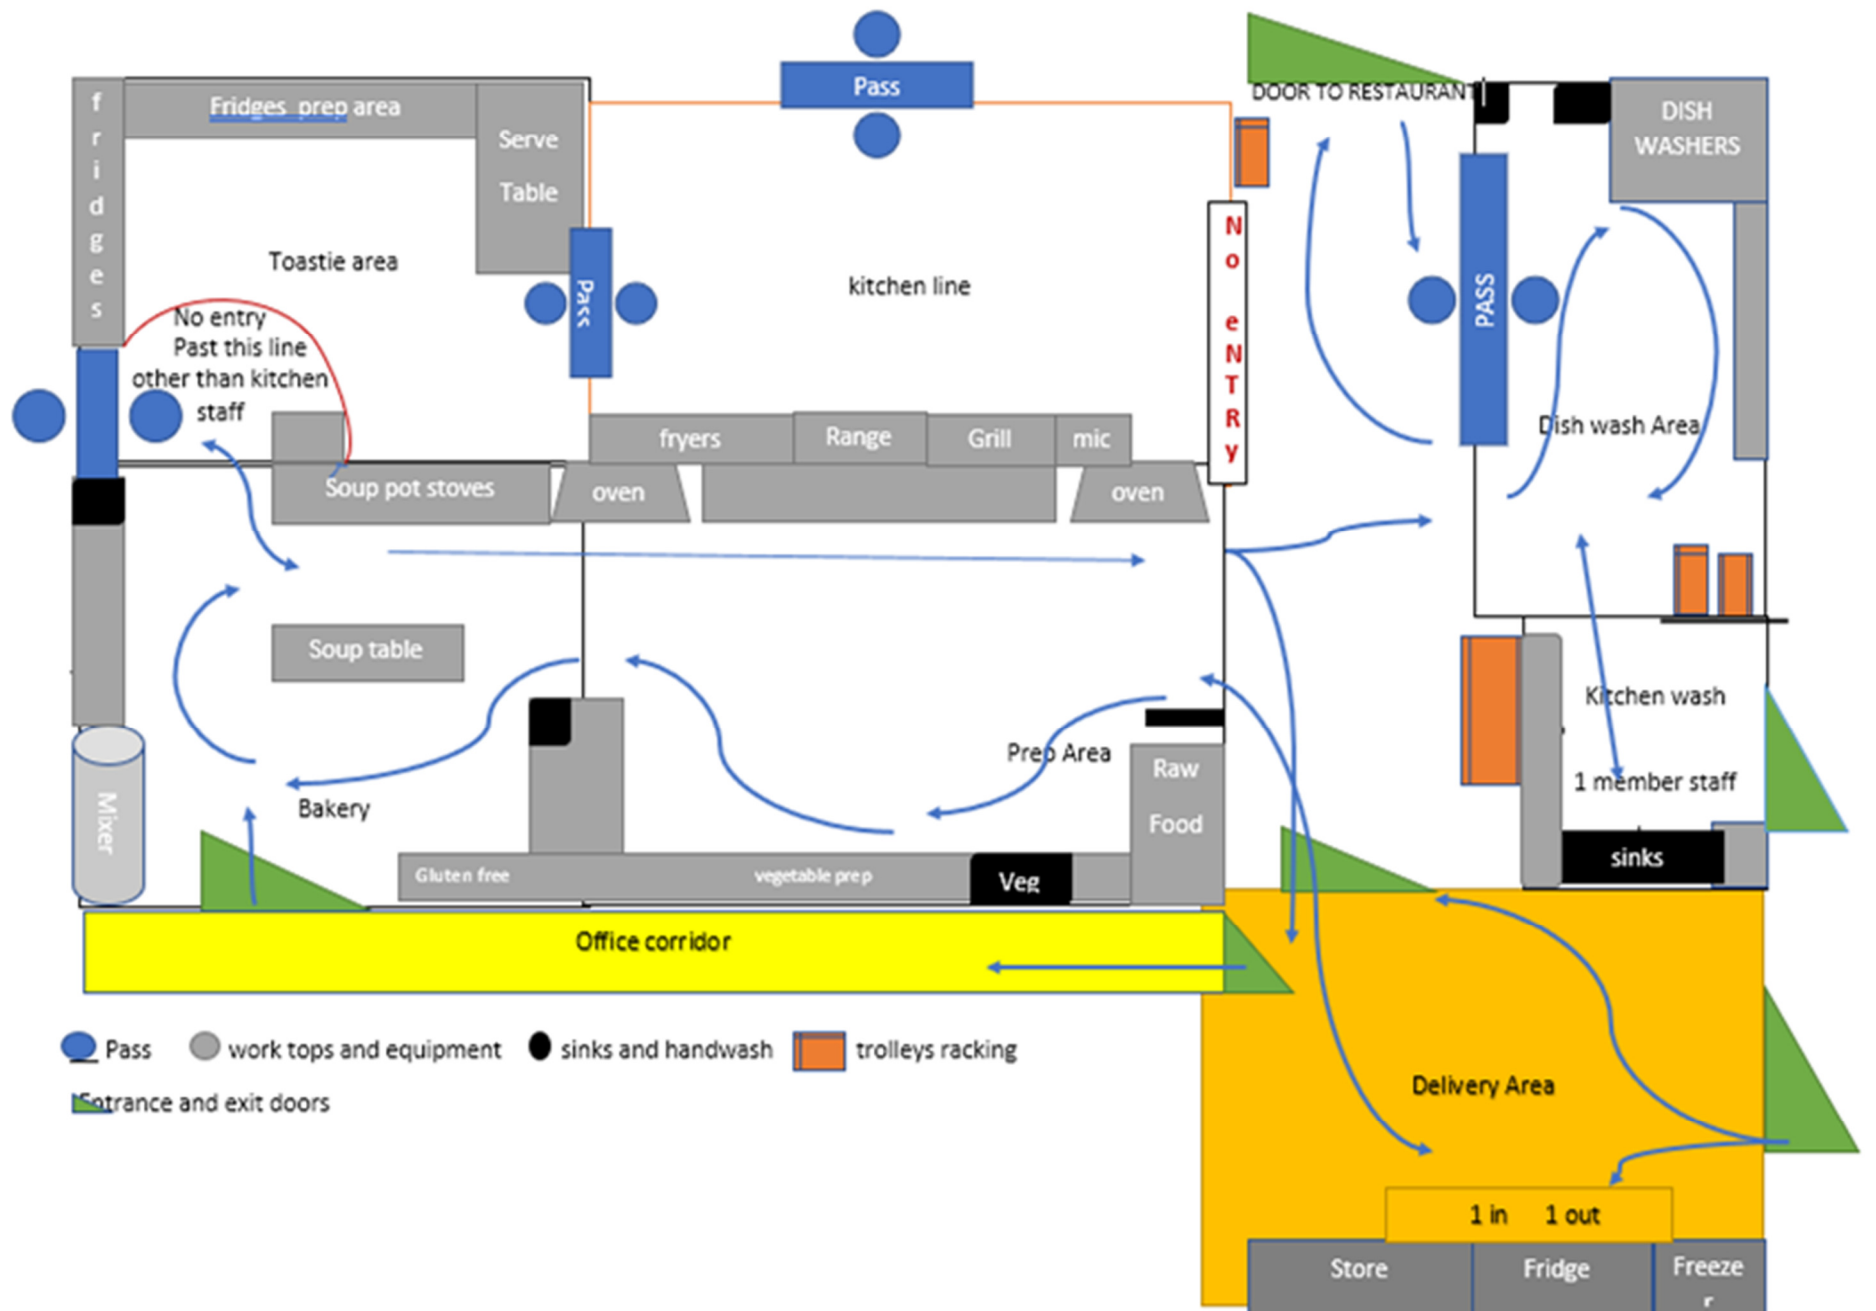 Pass
DOOR TO RESTAURANT
fridges
Fridges prep area
Serve
Table
DISH
WASHERS
No eNTRy
Toastie area
kitchen line
Pass
PASS
No entry
Past this line
other than kitchen
staff
fryers
Range
Grill
mic
Dish wash Area
Soup pot stoves
oven
oven
Soup table
Kitchen wash
Prep Area
Raw
Food
1 member staff
Mixer
Bakery
Gluten free
vegetable prep
Veg
sinks
Office corridor
Pass
work tops and equipment
sinks and handwash
trolleys racking
Entrance and exit doors
Delivery Area
1 in 1 out
Store
Fridge
Freeze
r